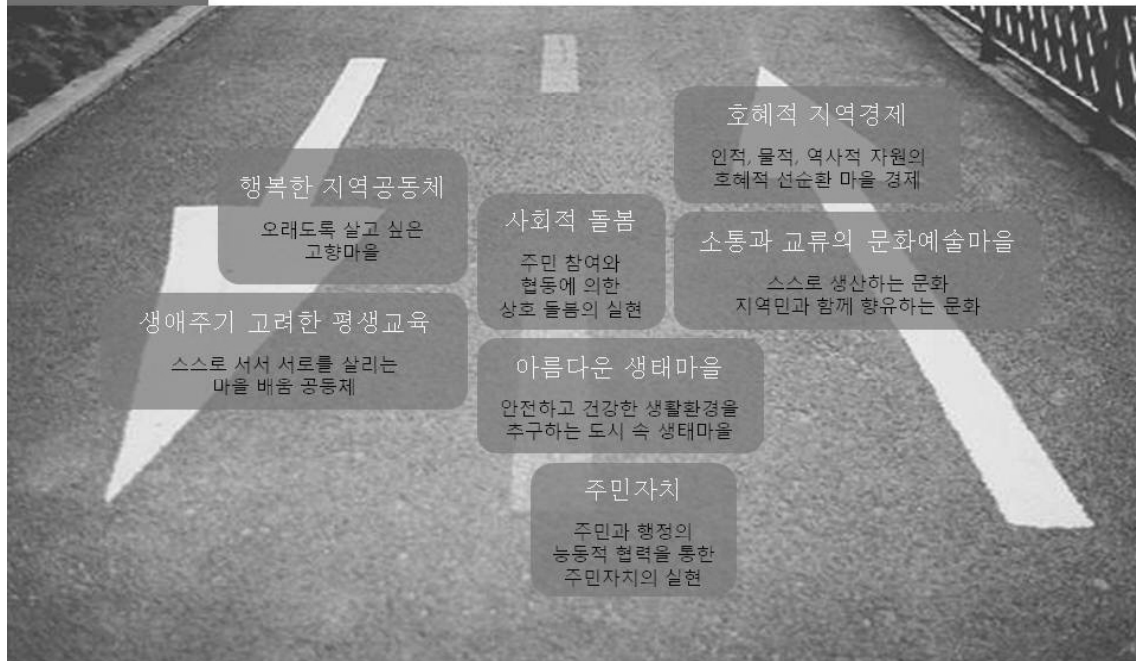 행복한 지역공동체
오래도록 살고 싶은
고향마을
생애주기 고려한 평생교육
스스로 서서 서로를 살리는
마을 배움 공동제
사회적 돌봄
주민 참여와
협동에 의한
상호 돌봄의 실현
아름다운 생태마을
안전하고 건강한 생활환경을
추구하는 도시 속 생태마을
주민자치
주민과 행정의
능동적 협력을 통한
주민자치의 실현
호혜적 지역경제
인적, 물적, 역사적 자원의
호혜적 선순환 마을 경제
소통과 교류의 문화예술마을
스스로 생산하는 문화
지역민과 함께 향유하는 문화